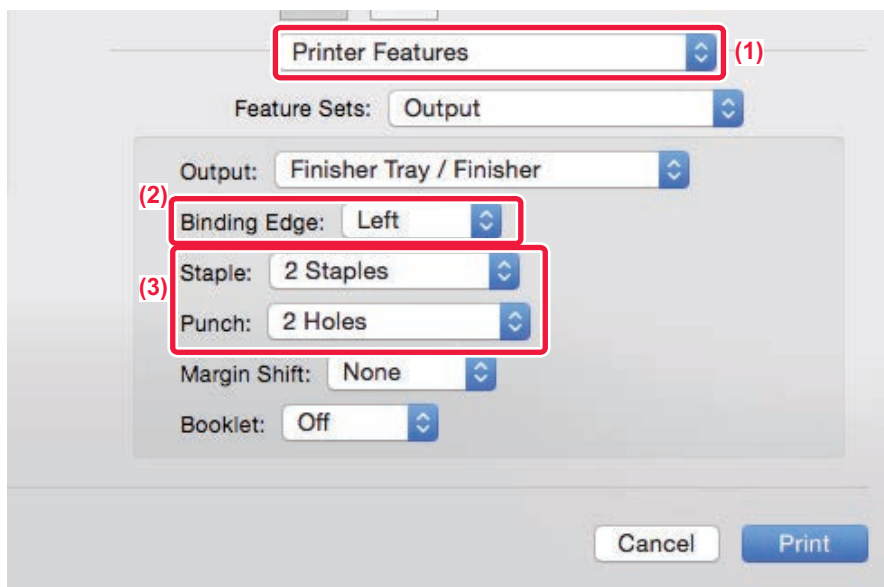 Printer Features (1)
Feature Sets: Output
Output: Finisher Tray / Finisher
(2)
Binding Edge: Left
Staple: 2 Staples
(3)
Punch: 2 Holes
Margin Shift: None
Booklet: Off
Cancel Print